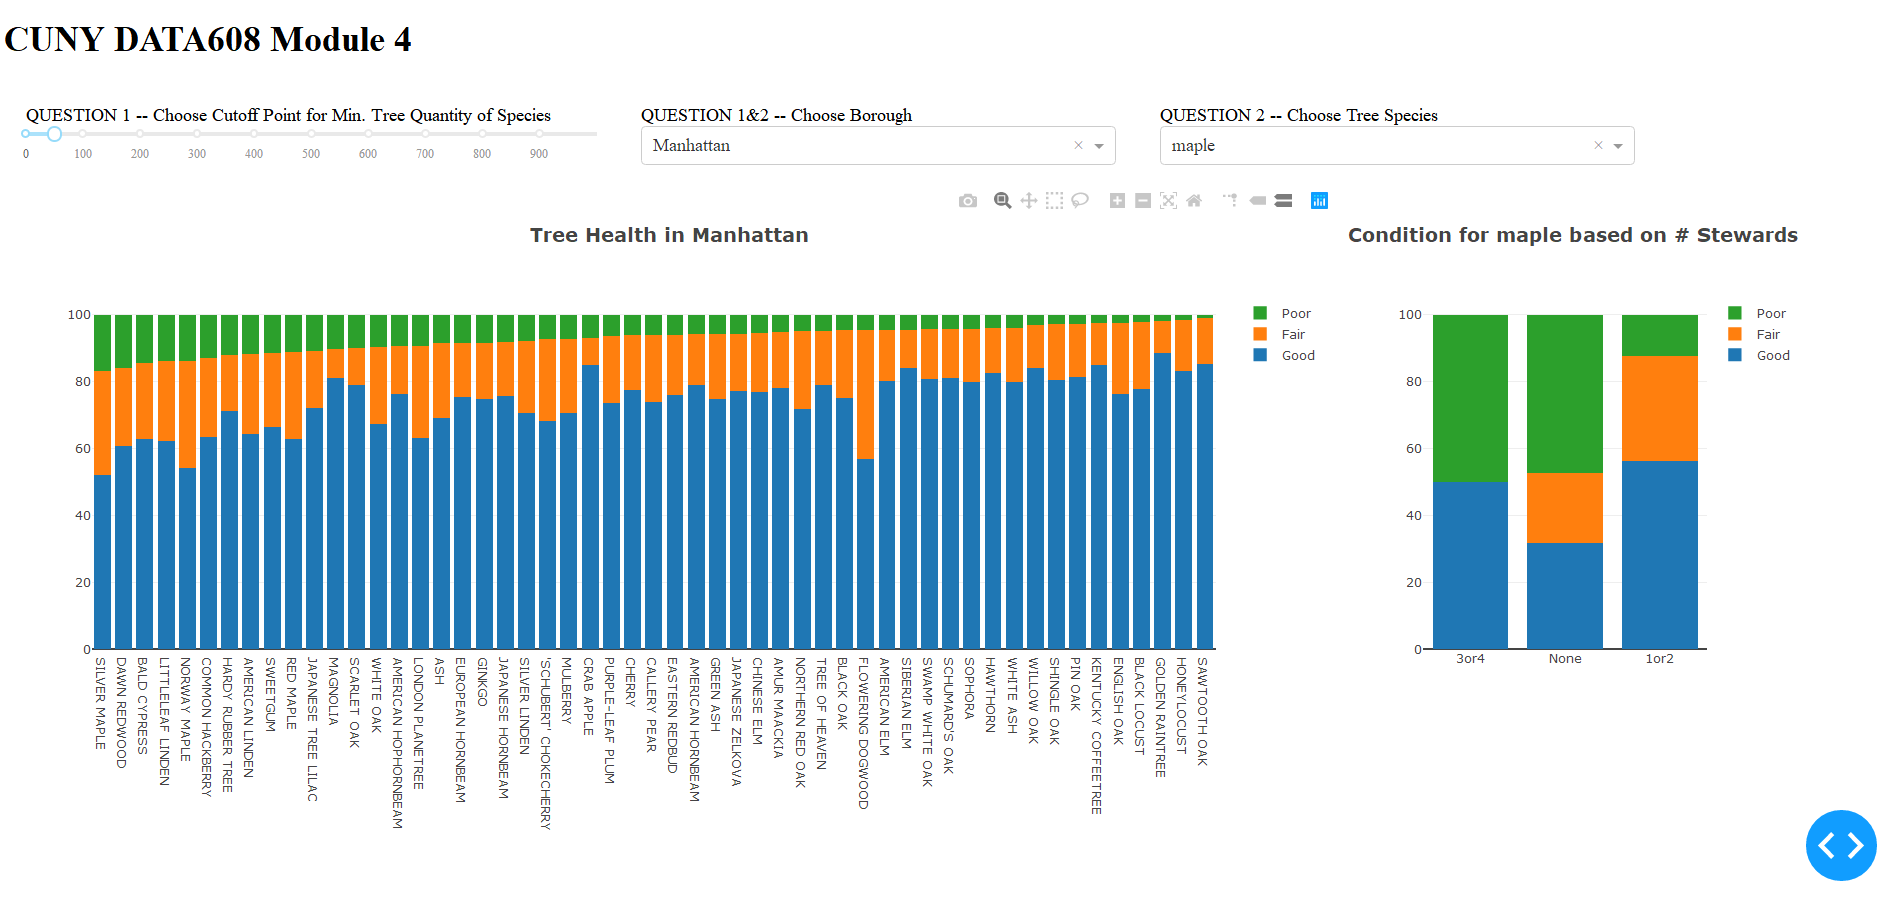 CUNY DATA608 Module 4
QUESTION 1 -- Choose Cutoff Point for Min. Tree Quantity of Species
0 100 200 300 400 500 600 700 800 900
QUESTION 1&2 -- Choose Borough
Manhattan
QUESTION 2 -- Choose Tree Species
maple
Tree Health in Manhattan
100
80
60
40
20
0
SILVER MAPLE
DAWN REDWOOD
BALD CYPRESS
LITTLELEAF LINDEN
NORWAY MAPLE
COMMON HACKBERRY
HARDY RUBBER TREE
AMERICAN LINDEN
SWEETGUM
RED MAPLE
JAPANESE TREE LILAC
MAGNOLIA
SCARLET OAK
WHITE OAK
AMERICAN HOPHORNBEAM
LONDON PLANETREE
ASH
EUROPEAN HORNBEAM
GINKGO
JAPANESE HORNBEAM
SILVER LINDEN
'SCHUBERT' CHOKECHERRY
MULBERRY
CRAB APPLE
PURPLE-LEAF PLUM
CHERRY
CALLERY PEAR
EASTERN REDBUD
AMERICAN HORNBEAM
GREEN ASH
JAPANESE ZELKOVA
CHINESE ELM
AMUR MAACKIA
NORTHERN RED OAK
TREE OF HEAVEN
BLACK OAK
FLOWERING DOGWOOD
AMERICAN ELM
SIBERIAN ELM
SWAMP WHITE OAK
SCHUMARD'S OAK
SOPHORA
HAWTHORN
WHITE ASH
WILLOW OAK
SHINGLE OAK
PIN OAK
KENTUCKY COFFEETREE
ENGLISH OAK
BLACK LOCUST
GOLDEN RAINTREE
HONEYLOCUST
SAWTOOTH OAK
Poor
Fair
Good
Condition for maple based on # Stewards
100
80
60
40
20
0
3or4
None
1or2
Poor
Fair
Good